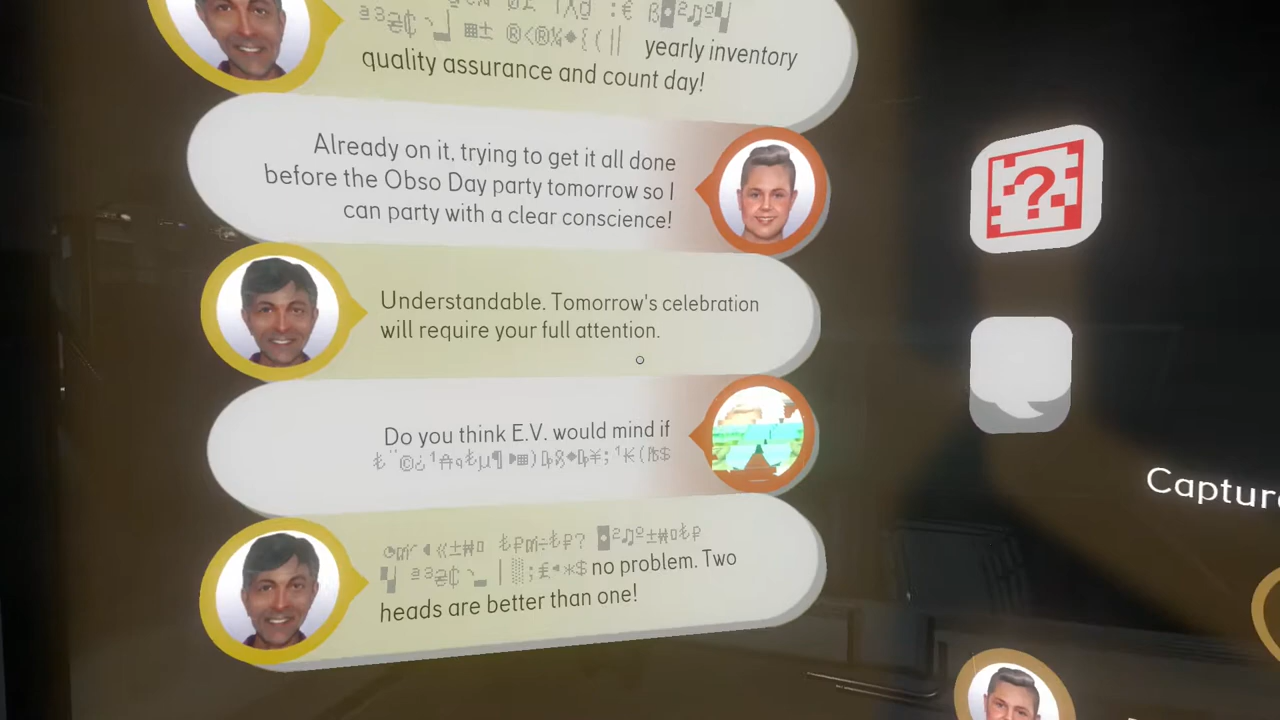 yearly inventory
quality assurance and count day!
Already on it, trying to get it all done
before the Obso Day party tomorrow so I
can party with a clear conscience!
Understandable. Tomorrow's celebration
will require your full attention.
Do you think E.V. would mind if
no problem. Two
heads are better than one!
?
Capture